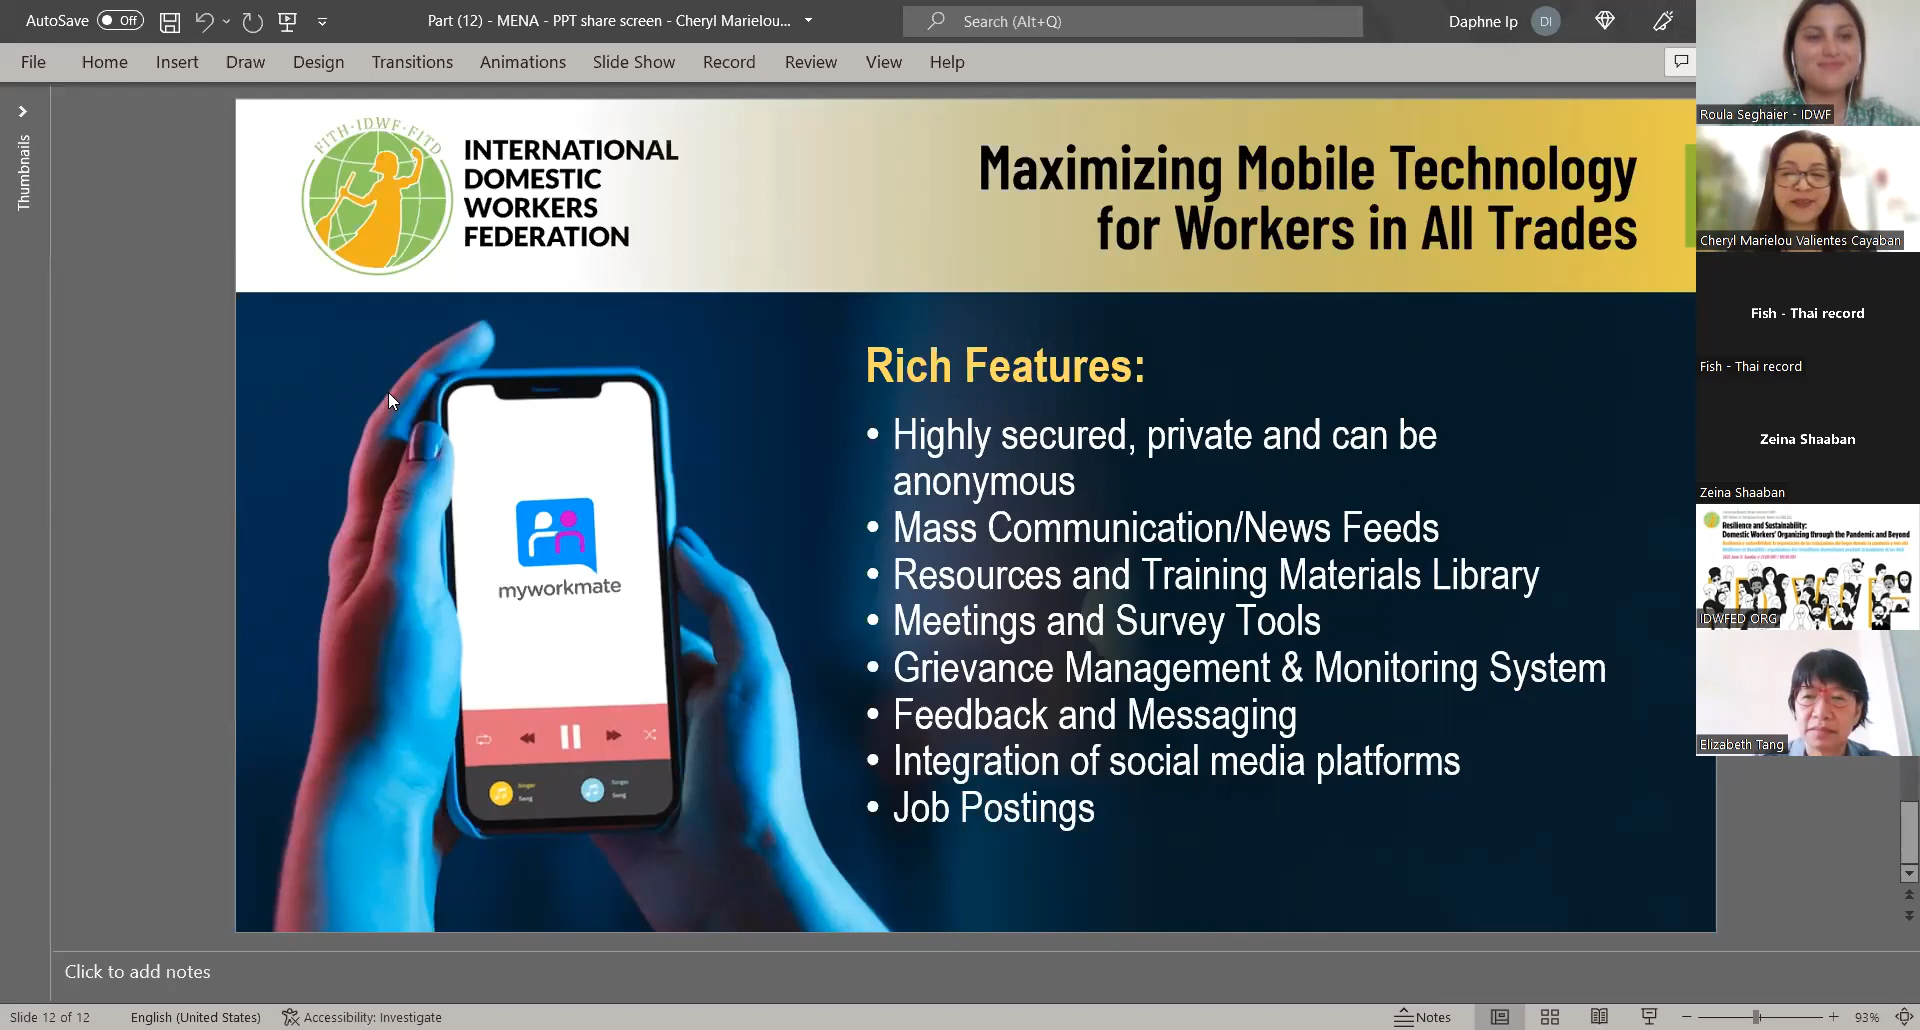 AutoSave Off
Part (12) - MENA - PPT share screen - Cheryl Marielou...
Search (Alt+Q)
Daphne Ip DI
File Home Insert Draw Design Transitions Animations Slide Show Record Review View Help
Thumbnails
FITH·IDWF·FITD
INTERNATIONAL
DOMESTIC
WORKERS
FEDERATION
Maximizing Mobile Technology
for Workers in All Trades
myworkmate
Singer
Song
Singer
Song
Rich Features:
• Highly secured, private and can be
anonymous
• Mass Communication/News Feeds
• Resources and Training Materials Library
• Meetings and Survey Tools
• Grievance Management & Monitoring System
• Feedback and Messaging
• Integration of social media platforms
• Job Postings
Roula Seghaier - IDWF
Cheryl Marielou Valientes Cayaban
Fish - Thai record
Fish - Thai record
Zeina Shaaban
Zeina Shaaban
Resilience and Sustainability:
Domestic Workers' Organizing through the Pandemic and Beyond
IDWFED ORG
Elizabeth Tang
Click to add notes
Slide 12 of 12 English (United States) Accessibility: Investigate
Notes
93%